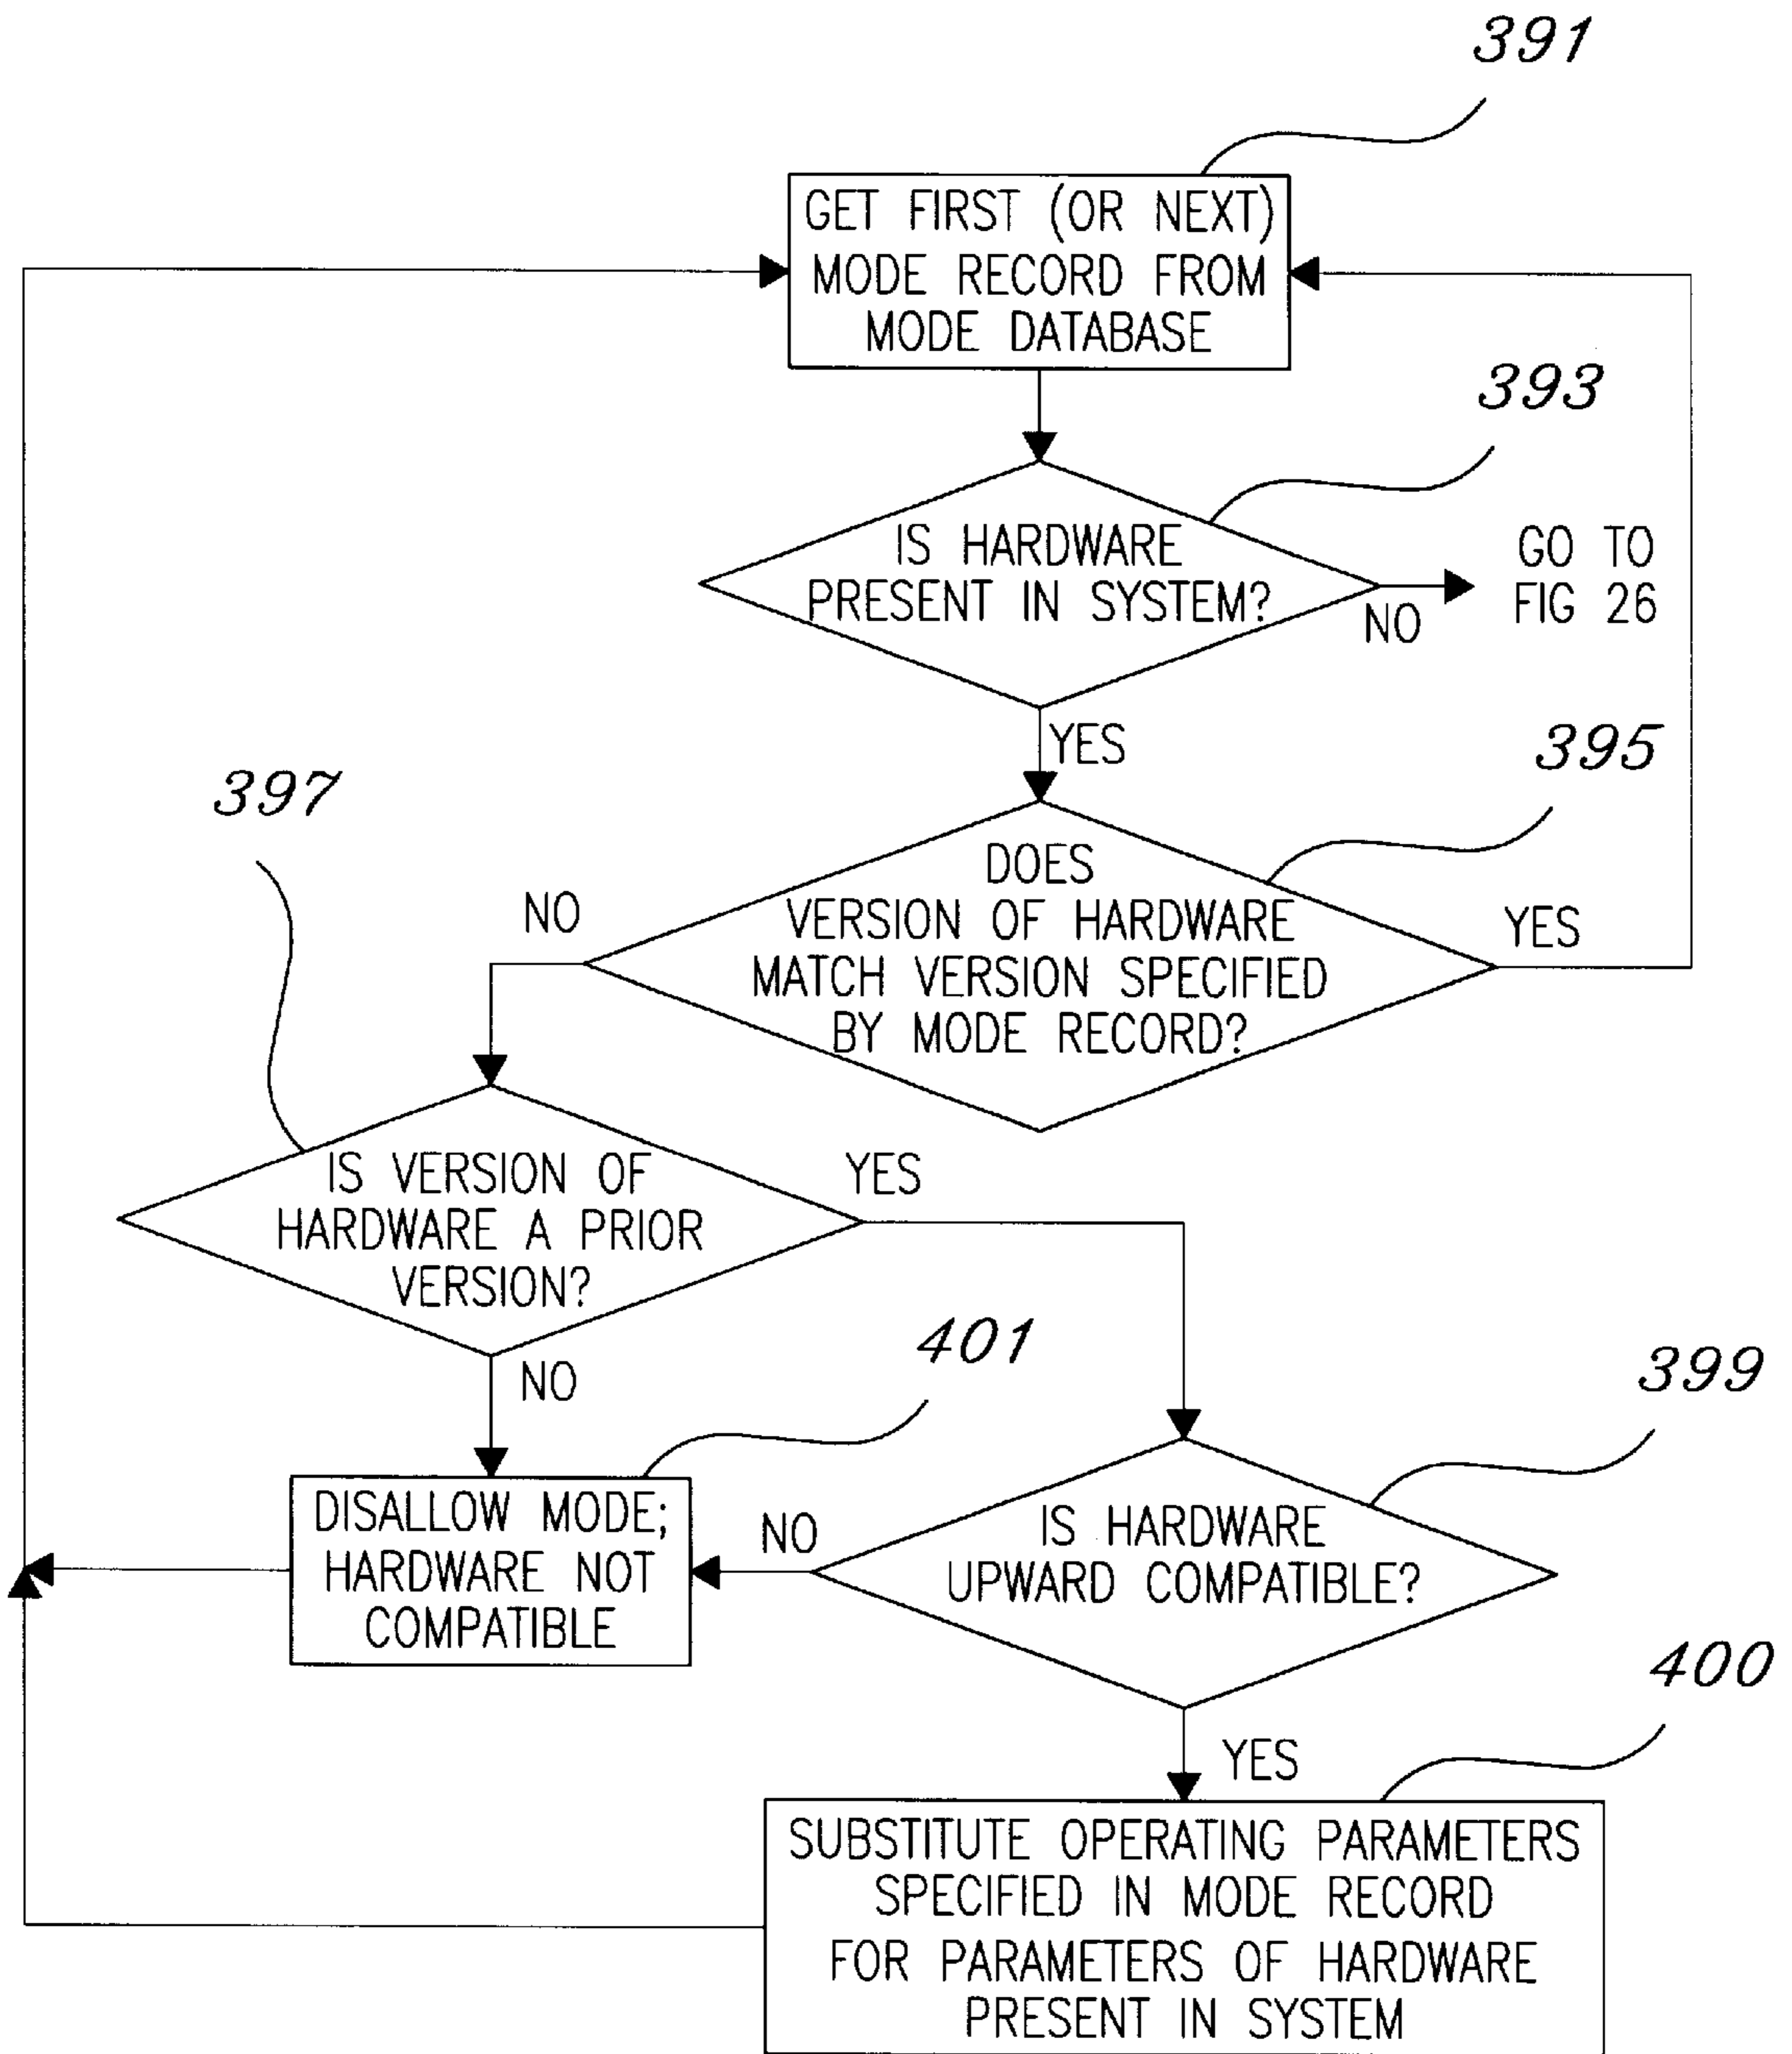 391
GET FIRST (OR NEXT)
MODE RECORD FROM
MODE DATABASE
393
IS HARDWARE
PRESENT IN SYSTEM?
NO
GO TO
FIG 26
YES
395
397
DOES
VERSION OF HARDWARE
MATCH VERSION SPECIFIED
BY MODE RECORD?
NO
YES
IS VERSION OF
HARDWARE A PRIOR
VERSION?
YES
NO
401
399
DISALLOW MODE;
HARDWARE NOT
COMPATIBLE
NO
IS HARDWARE
UPWARD COMPATIBLE?
400
YES
SUBSTITUTE OPERATING PARAMETERS
SPECIFIED IN MODE RECORD
FOR PARAMETERS OF HARDWARE
PRESENT IN SYSTEM